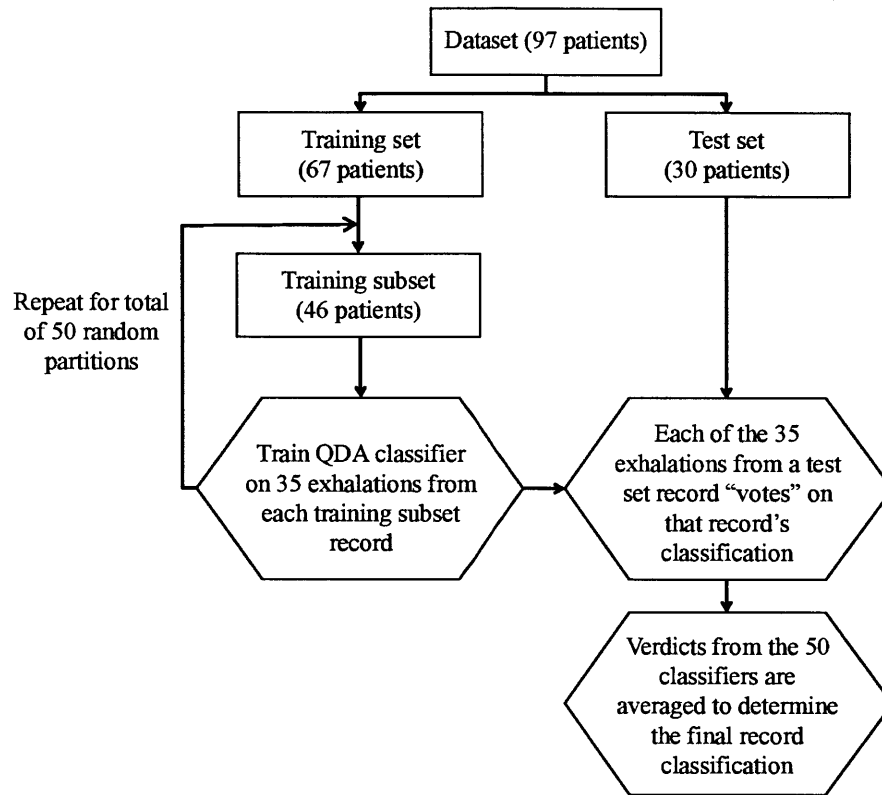 Dataset (97 patients)
Training set
(67 patients)
Test set
(30 patients)
Training subset
(46 patients)
Repeat for total
of 50 random
partitions
Train QDA classifier
on 35 exhalations from
each training subset
record
Each of the 35
exhalations from a test
set record “votes” on
that record’s
classification
Verdicts from the 50
classifiers are
averaged to determine
the final record
classification